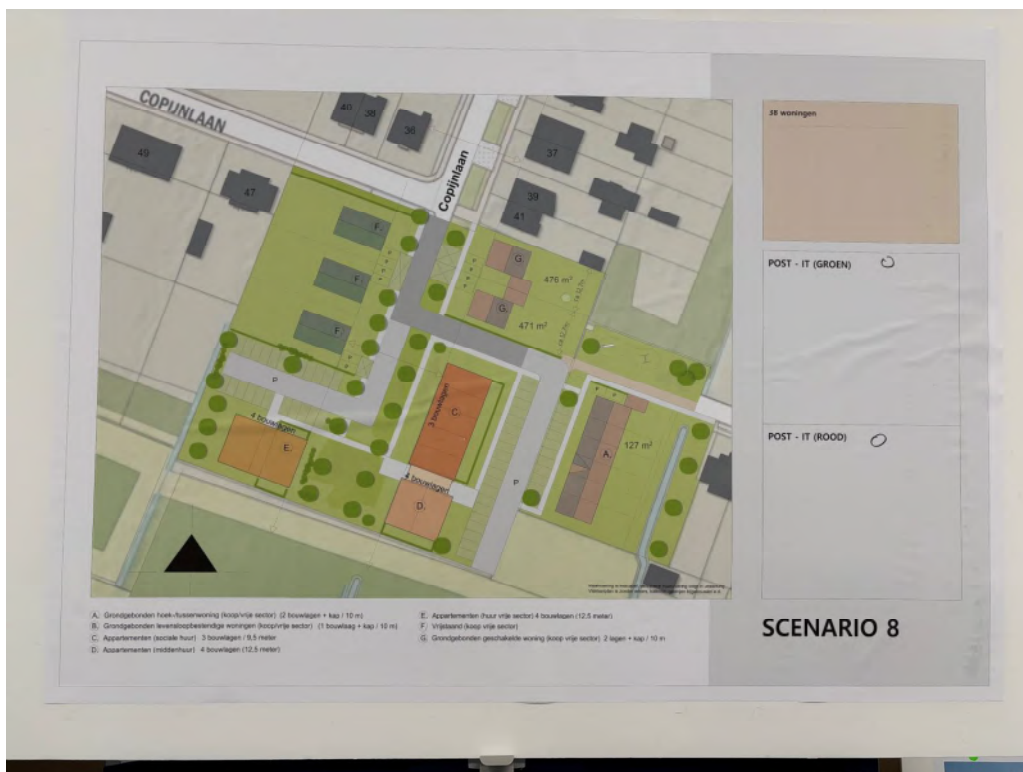 COPIJNLAAN
40
38
36
49
47
Copijnlaan
37
39
41
F.
F.
F.
G.
476 m²
G.
471 m²
P
4 bouwlagen
E.
3 bouwlagen
C.
4 bouwlagen
D.
P
A.
127 m²
38 woningen
POST - IT (GROEN)
POST - IT (ROOD)
SCENARIO 8
A. Grondgebonden hoek-/tussenwoning (koop/vrije sector) (2 bouwlagen + kap / 10 m)
B. Grondgebonden levensloopbestendige woningen (koop/vrije sector) (1 bouwlaag + kap / 10 m)
C. Appartementen (sociale huur) 3 bouwlagen / 9,5 meter
D. Appartementen (middenhuur) 4 bouwlagen (12,5 meter)
E. Appartementen (huur vrije sector) 4 bouwlagen (12,5 meter)
F. Vrijstaand (koop vrije sector)
G. Grondgebonden geschakelde woning (koop vrije sector) 2 lagen + kap / 10 m